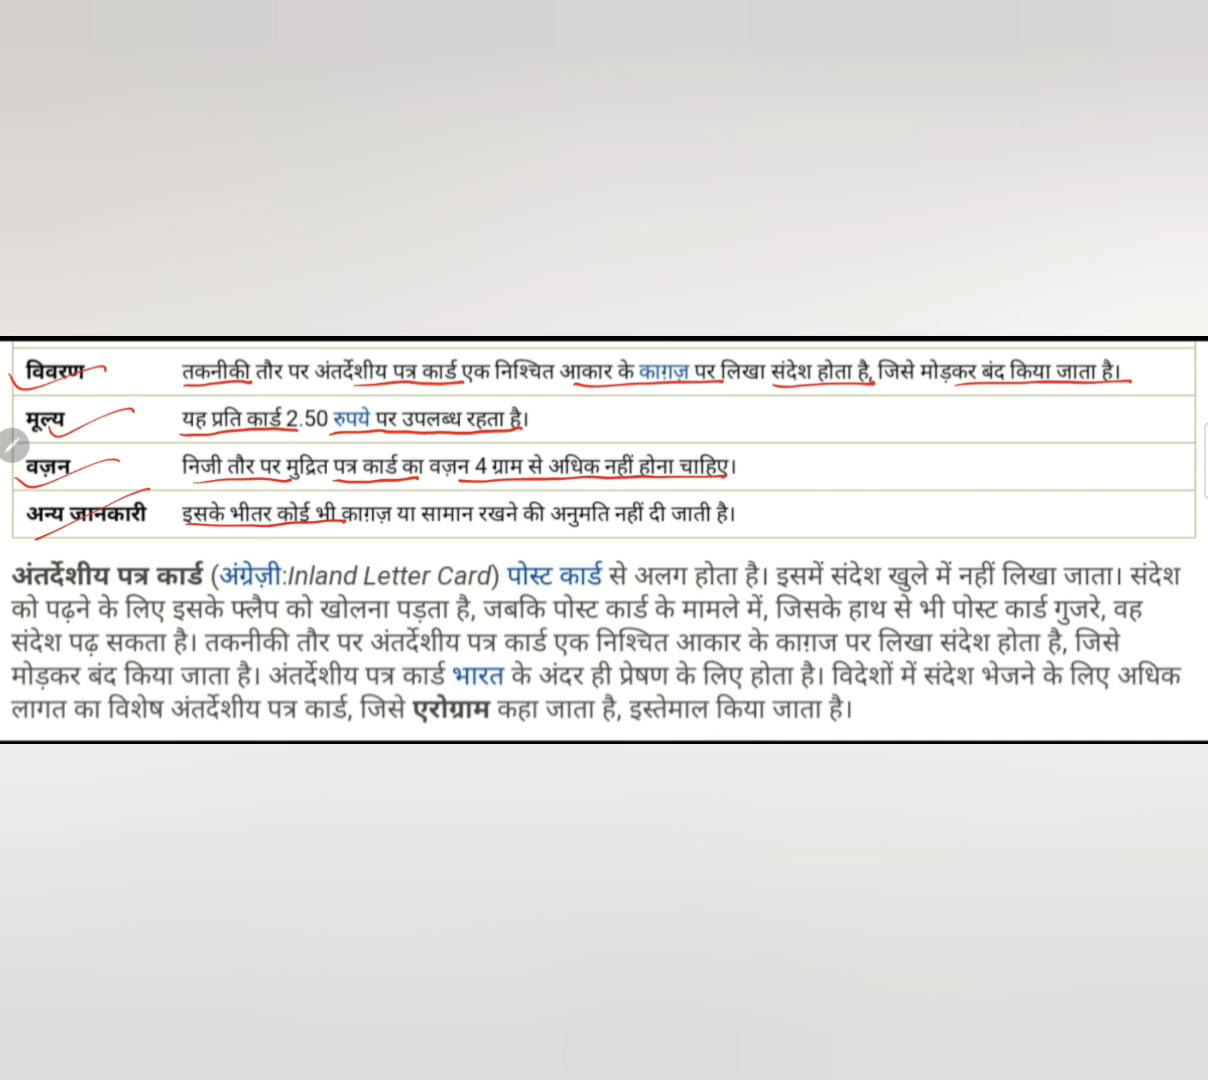 विवरण तकनीकी तौर पर अंतर्देशीय पत्र कार्ड एक निश्चित आकार के काग़ज़ पर लिखा संदेश होता है, जिसे मोड़कर बंद किया जाता है।
मूल्य यह प्रति कार्ड 2.50 रुपये पर उपलब्ध रहता है।
वज़न निजी तौर पर मुद्रित पत्र कार्ड का वज़न 4 ग्राम से अधिक नहीं होना चाहिए।
अन्य जानकारी इसके भीतर कोई भी काग़ज़ या सामान रखने की अनुमति नहीं दी जाती है।
अंतर्देशीय पत्र कार्ड (अंग्रेज़ी:Inland Letter Card) पोस्ट कार्ड से अलग होता है। इसमें संदेश खुले में नहीं लिखा जाता। संदेश
को पढ़ने के लिए इसके फ्लैप को खोलना पड़ता है, जबकि पोस्ट कार्ड के मामले में, जिसके हाथ से भी पोस्ट कार्ड गुजरे, वह
संदेश पढ़ सकता है। तकनीकी तौर पर अंतर्देशीय पत्र कार्ड एक निश्चित आकार के काग़ज पर लिखा संदेश होता है, जिसे
मोड़कर बंद किया जाता है। अंतर्देशीय पत्र कार्ड भारत के अंदर ही प्रेषण के लिए होता है। विदेशों में संदेश भेजने के लिए अधिक
लागत का विशेष अंतर्देशीय पत्र कार्ड, जिसे एरोग्राम कहा जाता है, इस्तेमाल किया जाता है।